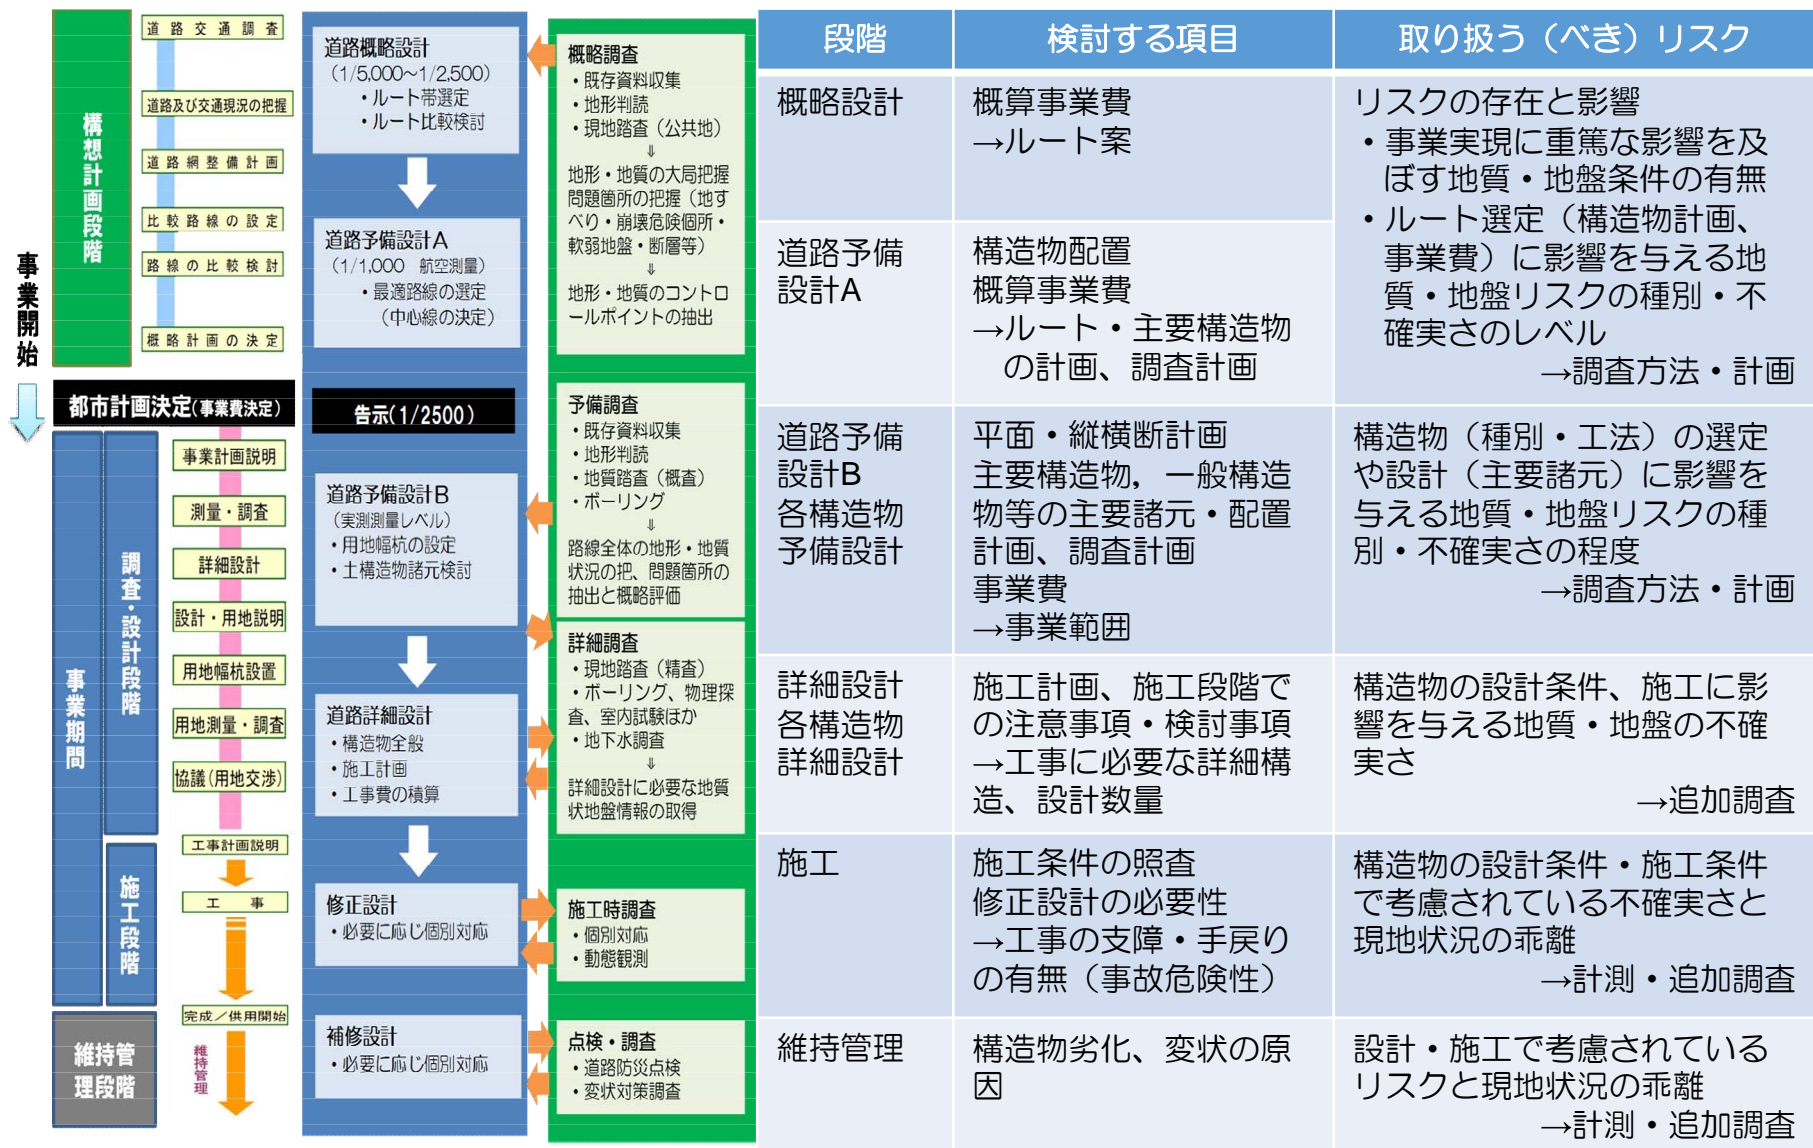 事業開始
構想計画段階
道路交通調査
道路及び交通現況の把握
道路網整備計画
比較路線の設定
路線の比較検討
概略計画の決定
都市計画決定(事業費決定)
事業期間
調査・設計段階
事業計画説明
測量・調査
詳細設計
設計・用地説明
用地幅杭設置
用地測量・調査
協議(用地交渉)
施工段階
工事計画説明
工 事
完成/供用開始
維持管理段階
維持管理
道路概略設計
(1/5,000~1/2,500)
・ルート帯選定
・ルート比較検討
道路予備設計A
(1/1,000 航空測量)
・最適路線の選定
(中心線の決定)
告示(1/2500)
道路予備設計B
(実測測量レベル)
・用地幅杭の設定
・土構造物諸元検討
道路詳細設計
・構造物全般
・施工計画
・工事費の積算
修正設計
・必要に応じ個別対応
補修設計
・必要に応じ個別対応
概略調査
・既存資料収集
・地形判読
・現地踏査(公共地)
⇓
地形・地質の大局把握
問題箇所の把握(地す
べり・崩壊危険個所・
軟弱地盤・断層等)
⇓
地形・地質のコントロ
ールポイントの抽出
予備調査
・既存資料収集
・地形判読
・地質踏査(概査)
・ボーリング
⇓
路線全体の地形・地質
状況の把、問題箇所の
抽出と概略評価
詳細調査
・現地踏査(精査)
・ボーリング、物理探
査、室内試験ほか
・地下水調査
⇓
詳細設計に必要な地質
状地盤情報の取得
施工時調査
・個別対応
・動態観測
点検・調査
・道路防災点検
・変状対策調査
段階 検討する項目 取り扱う(べき)リスク
概略設計
概算事業費
→ルート案
リスクの存在と影響
・事業実現に重篤な影響を及
ぼす地質・地盤条件の有無
・ルート選定(構造物計画、
事業費)に影響を与える地
質・地盤リスクの種別・不
確実さのレベル
→調査方法・計画
道路予備
設計A
構造物配置
概算事業費
→ルート・主要構造物
の計画、調査計画
道路予備
設計B
各構造物
予備設計
平面・縦横断計画
主要構造物，一般構造
物等の主要諸元・配置
計画、調査計画
事業費
→事業範囲
構造物(種別・工法)の選定
や設計(主要諸元)に影響を
与える地質・地盤リスクの種
別・不確実さの程度
→調査方法・計画
詳細設計
各構造物
詳細設計
施工計画、施工段階で
の注意事項・検討事項
→工事に必要な詳細構
造、設計数量
構造物の設計条件、施工に影
響を与える地質・地盤の不確
実さ
→追加調査
施工
施工条件の照査
修正設計の必要性
→工事の支障・手戻り
の有無(事故危険性)
構造物の設計条件・施工条件
で考慮されている不確実さと
現地状況の乖離
→計測・追加調査
維持管理
構造物劣化、変状の原
因
設計・施工で考慮されている
リスクと現地状況の乖離
→計測・追加調査